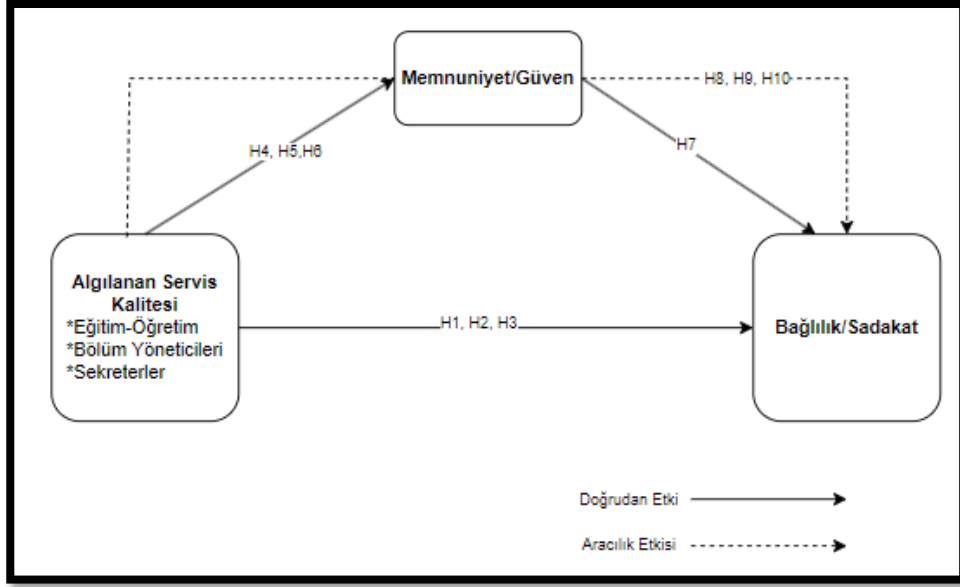 Memnuniyet/Güven
H8, H9, H10
H7
H4, H5,H6
Algılanan Servis
Kalitesi
*Eğitim-Öğretim
*Bölüm Yöneticileri
*Sekreterler
H1, H2, H3
Bağlılık/Sadakat
Doğrudan Etki
Aracılık Etkisi